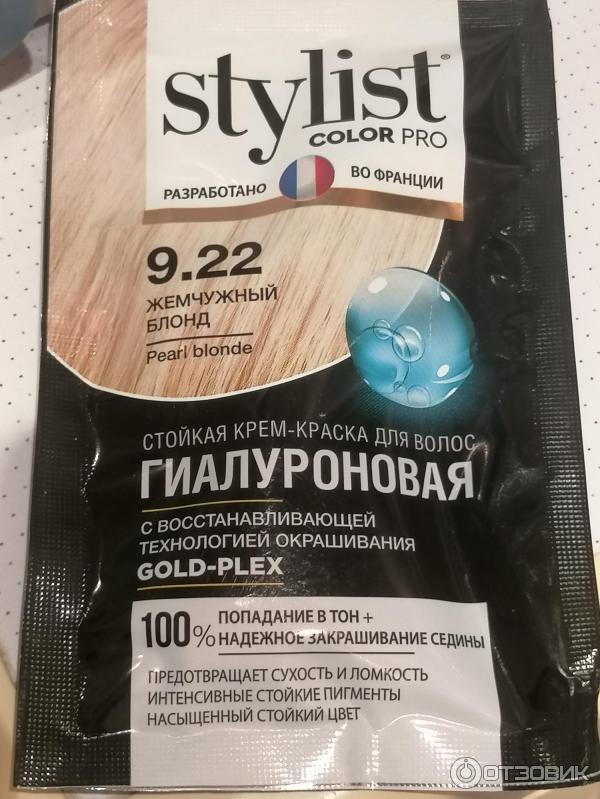 stylist®
COLOR PRO
РАЗРАБОТАНО ВО ФРАНЦИИ
9.22
ЖЕМЧУЖНЫЙ
БЛОНД
Pearl blonde
СТОЙКАЯ КРЕМ-КРАСКА ДЛЯ ВОЛОС
ГИАЛУРОНОВАЯ
С ВОССТАНАВЛИВАЮЩЕЙ
ТЕХНОЛОГИЕЙ ОКРАШИВАНИЯ
GOLD-PLEX
100% ПОПАДАНИЕ В ТОН +
НАДЕЖНОЕ ЗАКРАШИВАНИЕ СЕДИНЫ
ПРЕДОТВРАЩАЕТ СУХОСТЬ И ЛОМКОСТЬ
ИНТЕНСИВНЫЕ СТОЙКИЕ ПИГМЕНТЫ
НАСЫЩЕННЫЙ СТОЙКИЙ ЦВЕТ
ОТЗОВИК